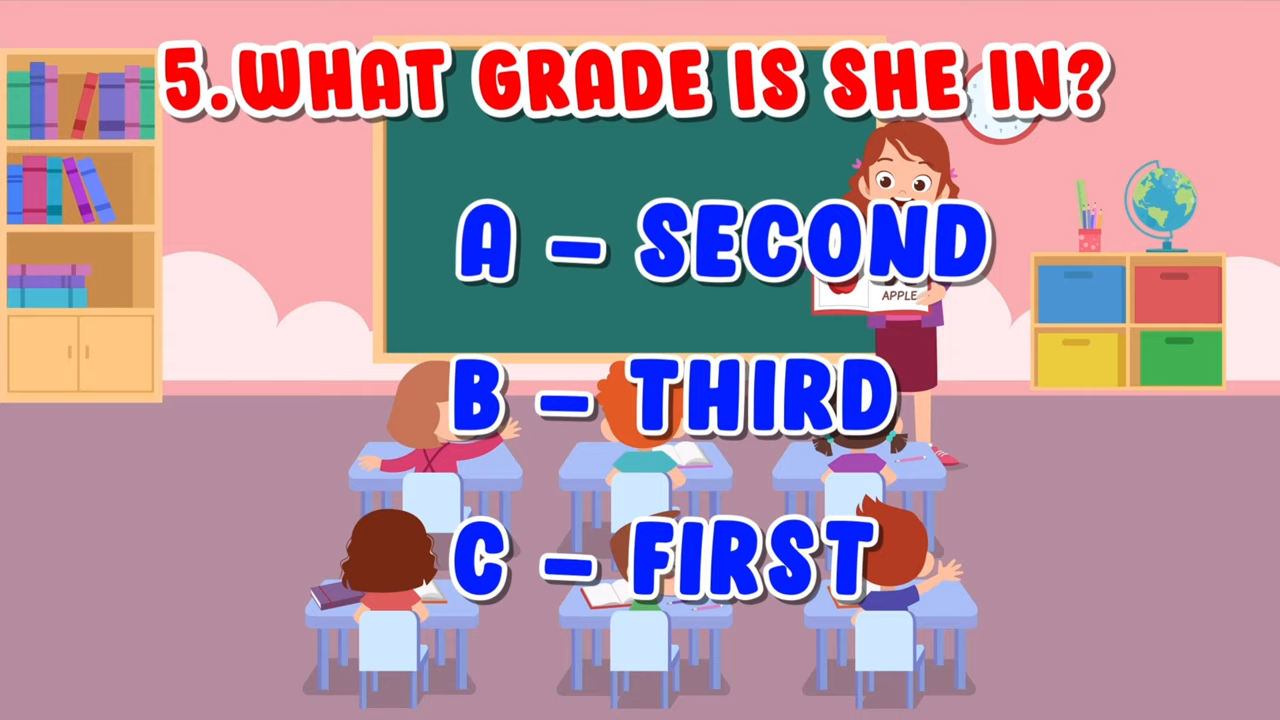 5.WHAT GRADE IS SHE IN?
A – SECOND
APPLE
B – THIRD
C – FIRST